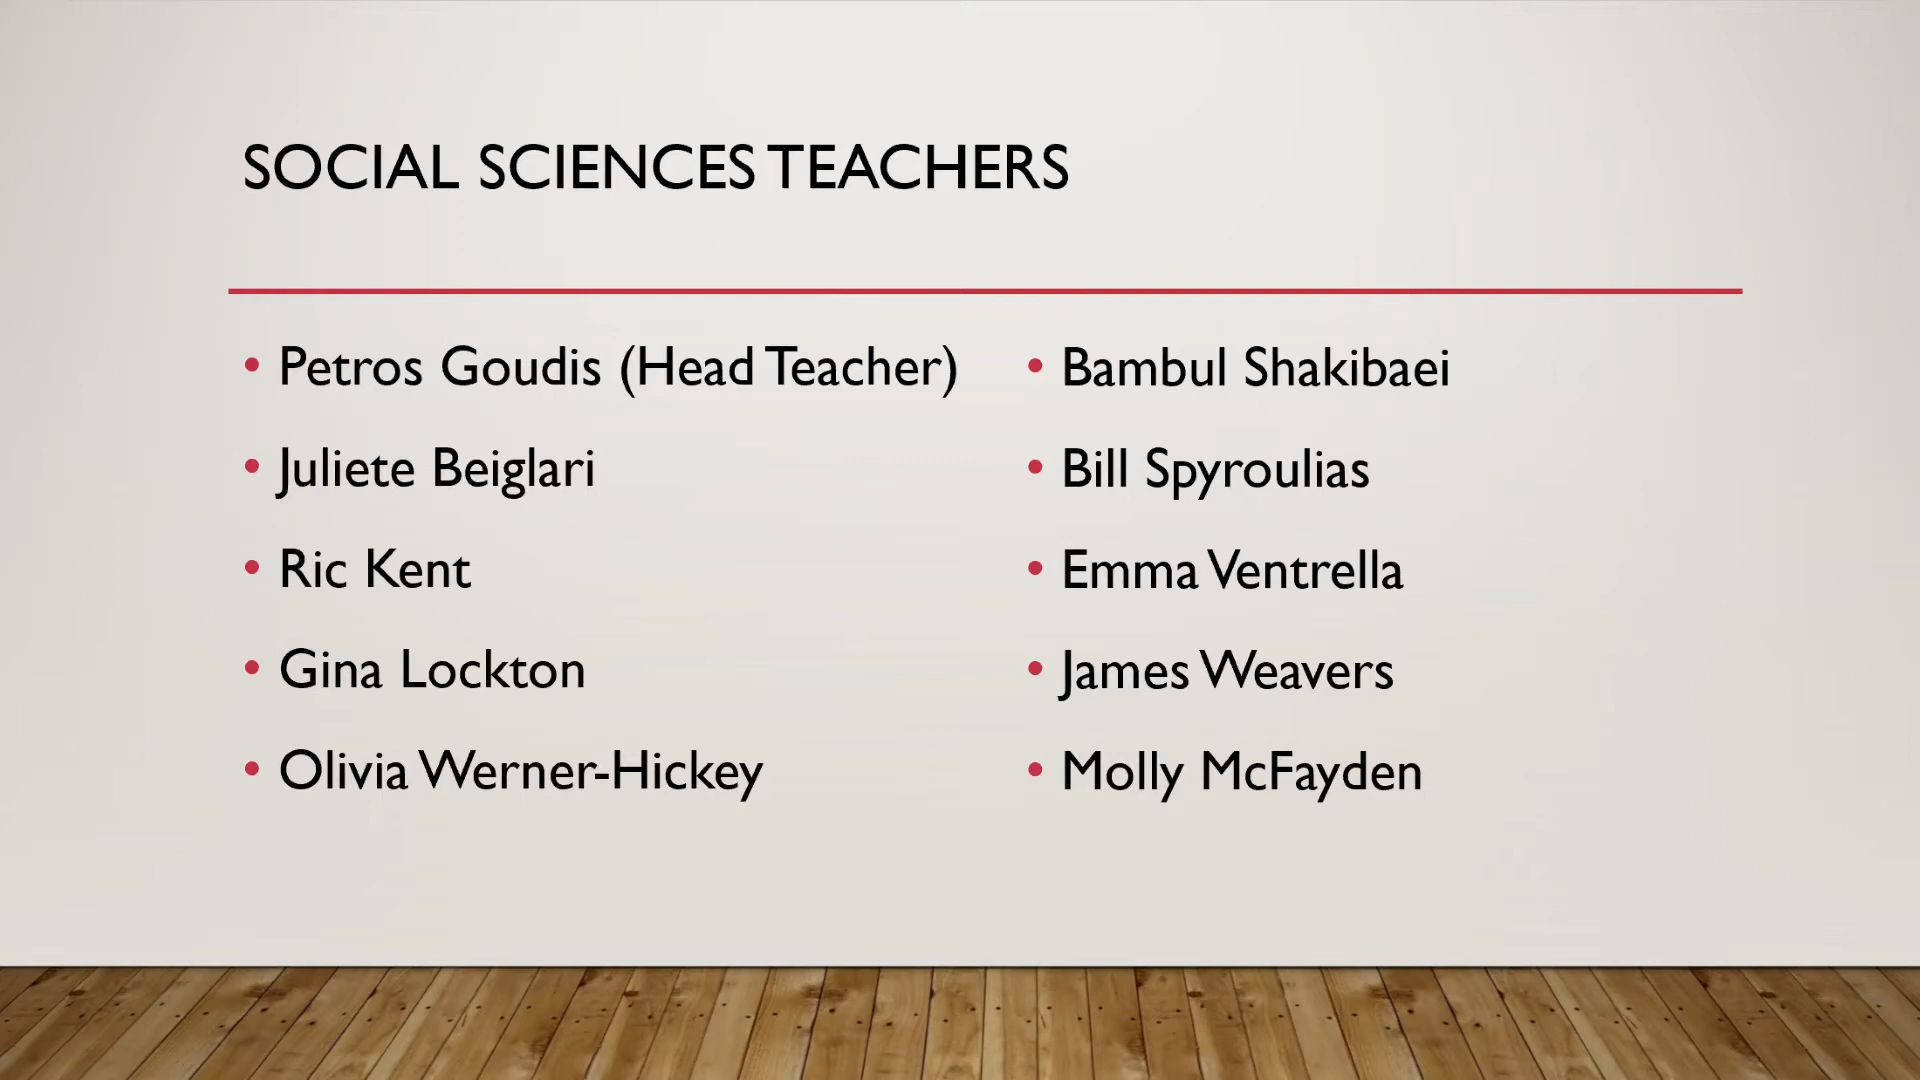 SOCIAL SCIENCES TEACHERS
• Petros Goudis (Head Teacher)
• Juliete Beiglari
• Ric Kent
• Gina Lockton
• Olivia Werner-Hickey
• Bambul Shakibaei
• Bill Spyroulias
• Emma Ventrella
• James Weavers
• Molly McFayden